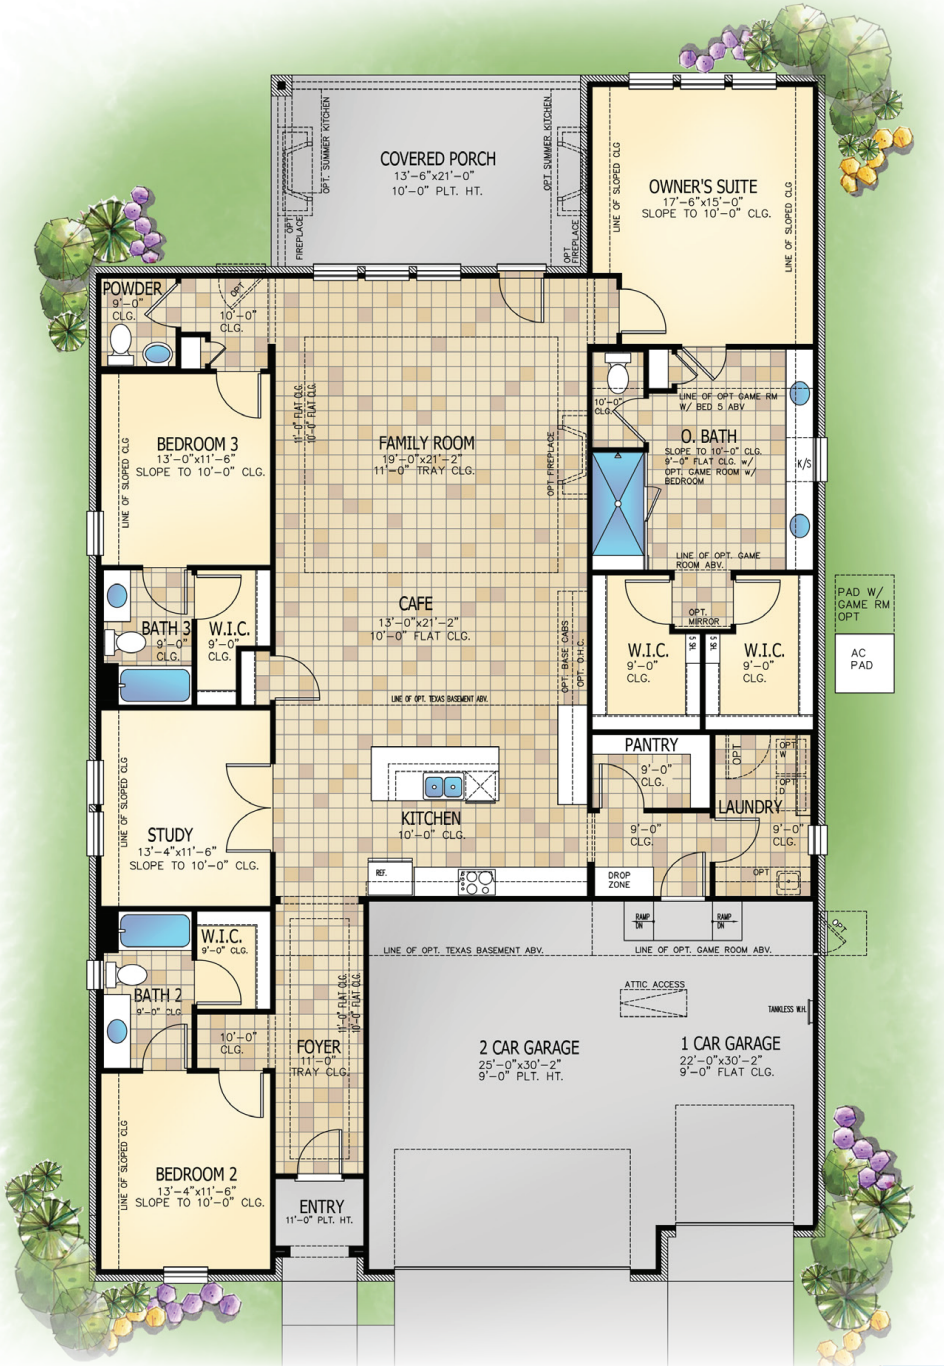 COVERED PORCH
13'-6"x21'-0"
10'-0" PLT. HT.
OPT. SUMMER KITCHEN
OPT. SUMMER KITCHEN
OPT
FIREPLACE
OPT
FIREPLACE
OWNER'S SUITE
17'-6"x15'-0"
SLOPE TO 10'-0" CLG.
LINE OF SLOPED CLG
LINE OF SLOPED CLG
POWDER
9'-0"
CLG.
OPT
10'-0"
CLG.
BEDROOM 3
13'-0"x11'-6"
SLOPE TO 10'-0" CLG.
LINE OF SLOPED CLG
11'-0" FLAT CLG.
10'-0" FLAT CLG.
FAMILY ROOM
19'-0"x21'-2"
11'-0" TRAY CLG.
OPT FIREPLACE
10'-0"
CLG.
LINE OF OPT GAME RM
W/ BED 5 ABV
O. BATH
SLOPE TO 10'-0" CLG.
9'-0" FLAT CLG. w/
OPT. GAME ROOM w/
BEDROOM
K/S
LINE OF OPT. GAME
ROOM ABV.
BATH 3
9'-0"
CLG.
W.I.C.
9'-0"
CLG.
CAFE
13'-0"x21'-2"
10'-0" FLAT CLG.
OPT. BASE CABS
OPT. O.H.C.
OPT.
MIRROR
W.I.C.
9'-0"
CLG.
5 SH.
5 SH.
W.I.C.
9'-0"
CLG.
PAD W/
GAME RM
OPT
AC
PAD
LINE OF OPT. TEXAS BASEMENT ABV.
STUDY
13'-4"x11'-6"
SLOPE TO 10'-0" CLG.
LINE OF SLOPED CLG
KITCHEN
10'-0" CLG.
REF.
PANTRY
9'-0"
CLG.
OPT
OPT
W
OPT
D
LAUNDRY
9'-0"
CLG.
9'-0"
CLG.
OPT
DROP
ZONE
RAMP
DN
RAMP
DN
OPT
W.I.C.
9'-0" CLG.
BATH 2
9'-0" CLG
10'-0"
CLG.
11'-0" FLAT CLG.
10'-0" FLAT CLG.
FOYER
11'-0"
TRAY CLG.
LINE OF OPT. TEXAS BASEMENT ABV.
LINE OF OPT. GAME ROOM ABV.
ATTIC ACCESS
TANKLESS W.H.
2 CAR GARAGE
25'-0"x30'-2"
9'-0" PLT. HT.
1 CAR GARAGE
22'-0"x30'-2"
9'-0" FLAT CLG.
BEDROOM 2
13'-4"x11'-6"
SLOPE TO 10'-0" CLG.
LINE OF SLOPED CLG
ENTRY
11'-0" PLT. HT.